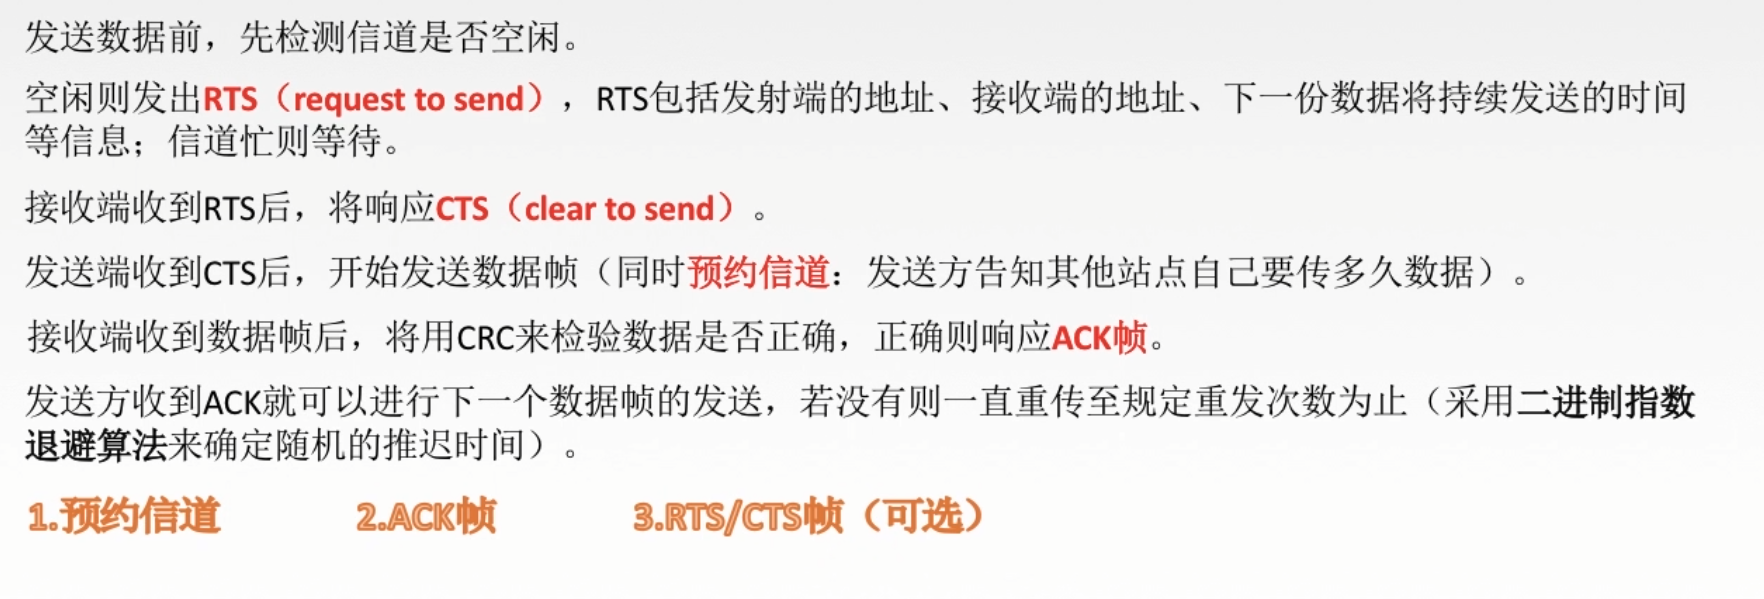 发送数据前，先检测信道是否空闲。
空闲则发出RTS（request to send），RTS包括发射端的地址、接收端的地址、下一份数据将持续发送的时间
等信息；信道忙则等待。
接收端收到RTS后，将响应CTS（clear to send）。
发送端收到CTS后，开始发送数据帧（同时预约信道：发送方告知其他站点自己要传多久数据）。
接收端收到数据帧后，将用CRC来检验数据是否正确，正确则响应ACK帧。
发送方收到ACK就可以进行下一个数据帧的发送，若没有则一直重传至规定重发次数为止（采用二进制指数
退避算法来确定随机的推迟时间）。
1.预约信道 2.ACK帧 3.RTS/CTS帧（可选）